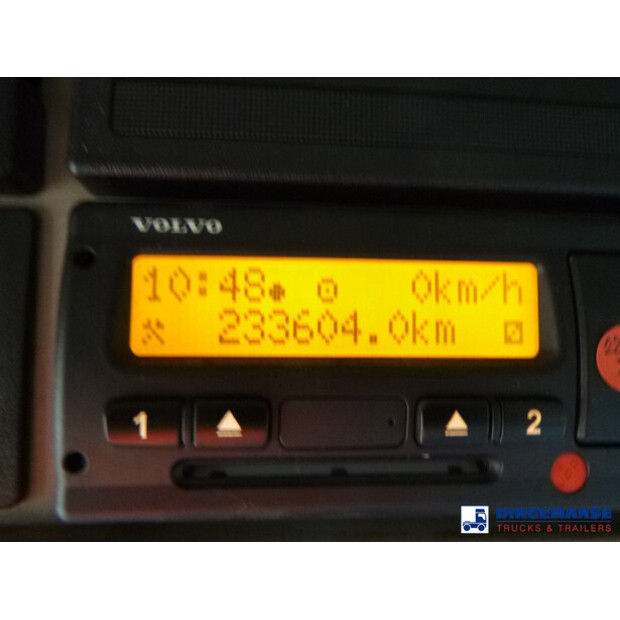 VOLVO
10:48 0km/h
233604.0km
1 2
DINGEMANSE
TRUCKS & TRAILERS